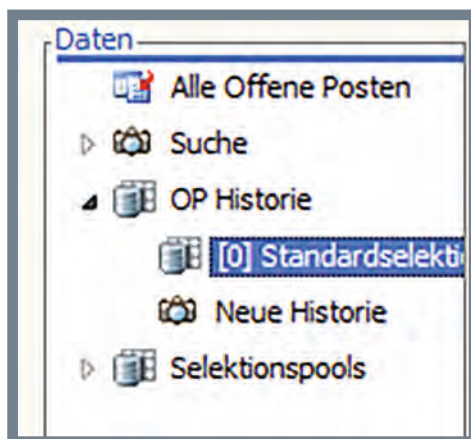 Daten
Alle Offene Posten
Suche
OP Historie
[0] Standardselekti
Neue Historie
Selektionspools